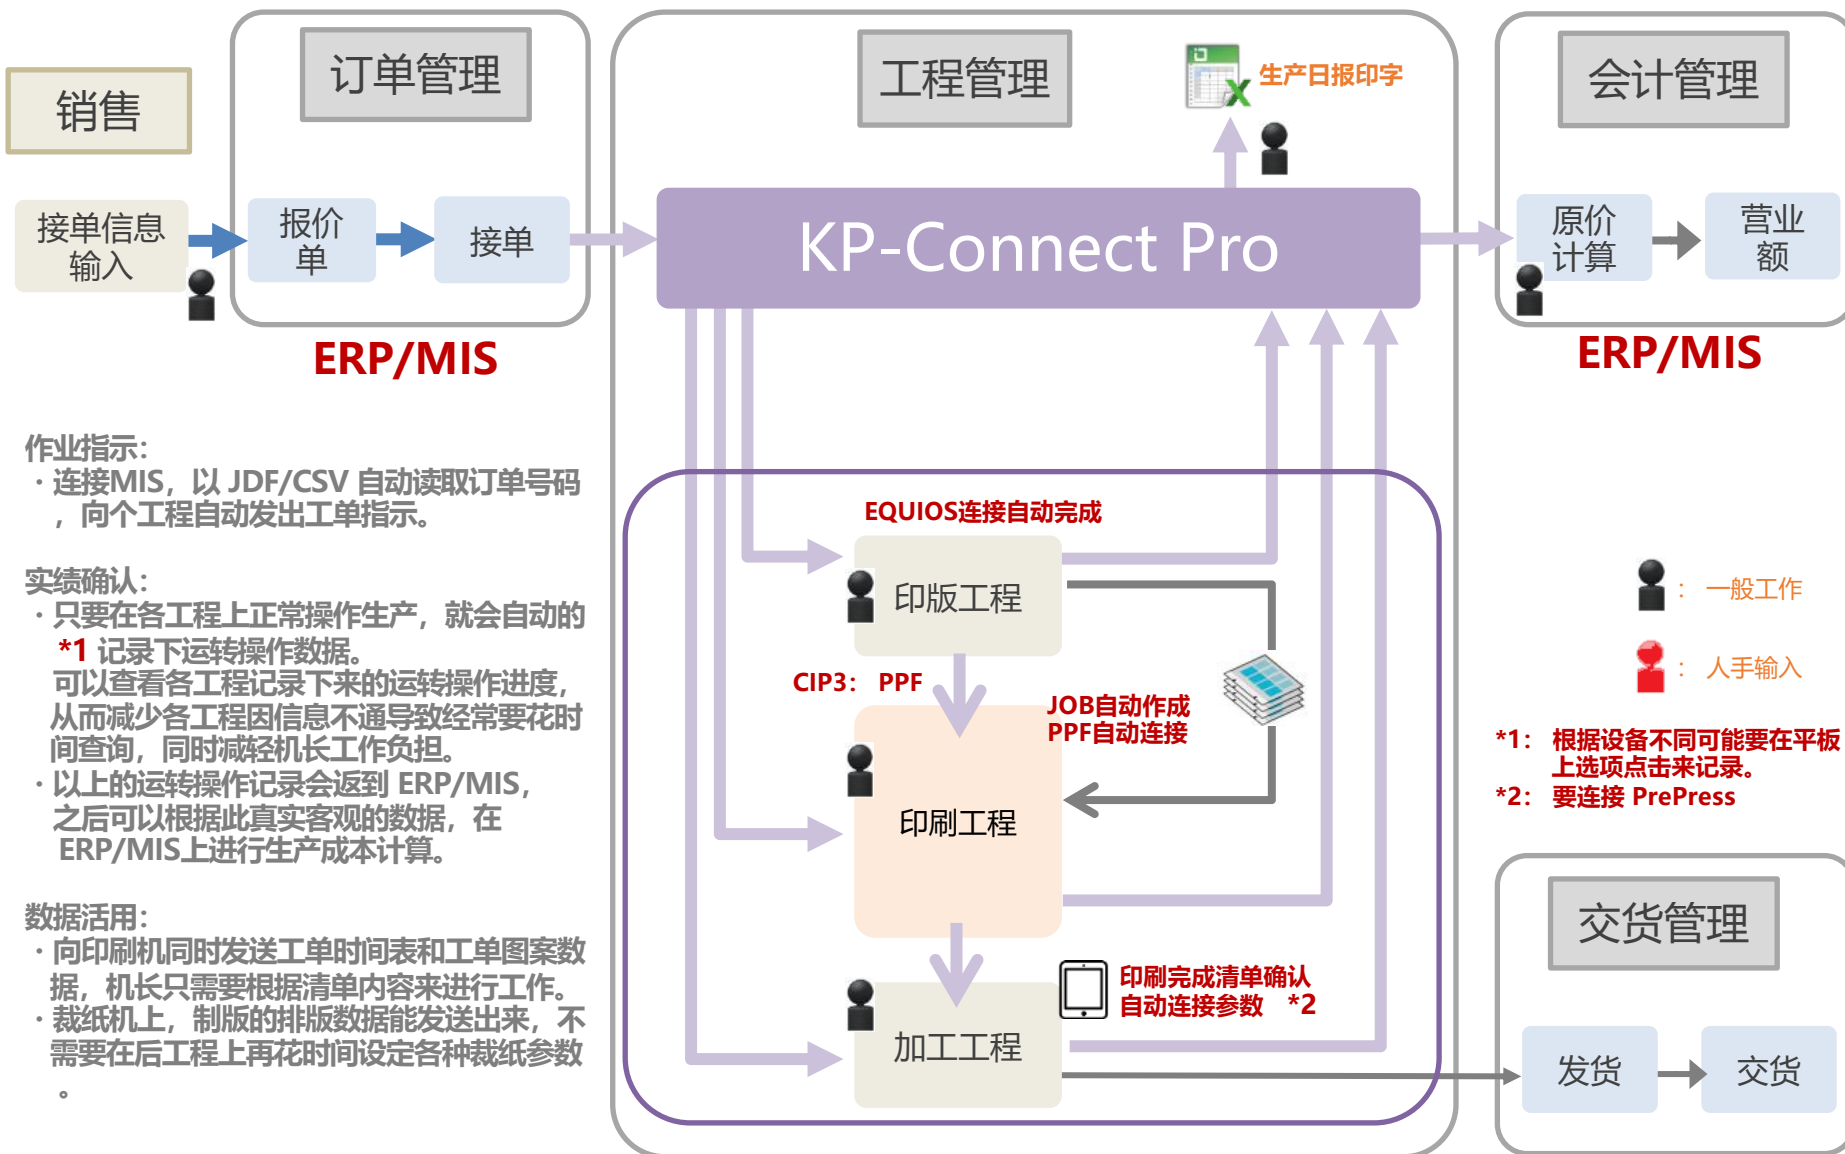 销售
订单管理
工程管理
生产日报印字
会计管理
接单信息
输入
报价
单
接单
KP-Connect Pro
原价
计算
营业
额
ERP/MIS
ERP/MIS
作业指示：
· 连接MIS，以 JDF/CSV 自动读取订单号码
，向个工程自动发出工单指示。
实绩确认：
· 只要在各工程上正常操作生产，就会自动的
*1 记录下运转操作数据。
可以查看各工程记录下来的运转操作进度，
从而减少各工程因信息不通导致经常要花时
间查询，同时减轻机长工作负担。
· 以上的运转操作记录会返到 ERP/MIS，
之后可以根据此真实客观的数据，在
ERP/MIS上进行生产成本计算。
数据活用：
· 向印刷机同时发送工单时间表和工单图案数
据，机长只需要根据清单内容来进行工作。
· 裁纸机上，制版的排版数据能发送出来，不
需要在后工程上再花时间设定各种裁纸参数
。
EQUIOS连接自动完成
印版工程
CIP3： PPF
JOB自动作成
PPF自动连接
印刷工程
印刷完成清单确认
自动连接参数 *2
加工工程
： 一般工作
： 人手输入
*1： 根据设备不同可能要在平板
上选项点击来记录。
*2： 要连接 PrePress
交货管理
发货
交货